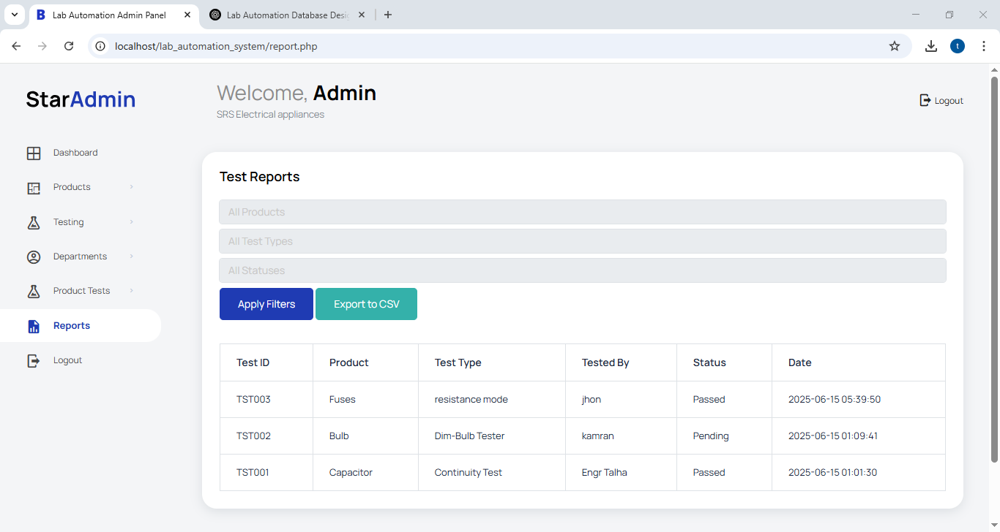 Lab Automation Admin Panel
Lab Automation Database Desi
localhost/lab_automation_system/report.php
t
StarAdmin
Welcome, Admin
SRS Electrical appliances
Logout
Dashboard
Products
Testing
Departments
Product Tests
Reports
Logout
Test Reports
All Products
All Test Types
All Statuses
Apply Filters Export to CSV
Test ID Product Test Type Tested By Status Date
TST003 Fuses resistance mode jhon Passed 2025-06-15 05:39:50
TST002 Bulb Dim-Bulb Tester kamran Pending 2025-06-15 01:09:41
TST001 Capacitor Continuity Test Engr Talha Passed 2025-06-15 01:01:30